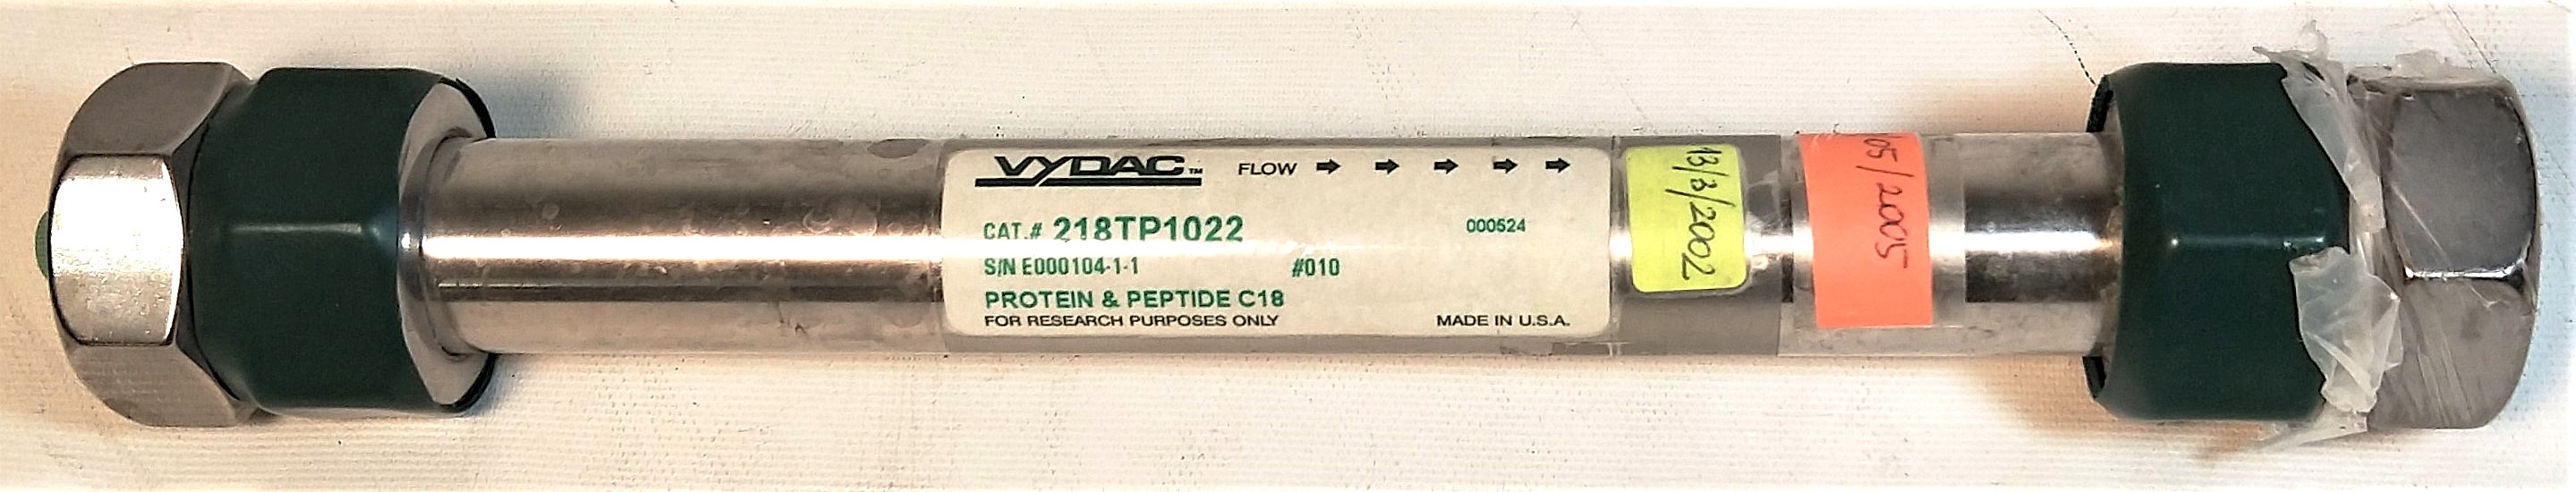 VYDAC™ FLOW → → → → →
CAT.# 218TP1022 000524
S/N E000104-1-1 #010
PROTEIN & PEPTIDE C18
FOR RESEARCH PURPOSES ONLY MADE IN U.S.A.
13/3/2002
05/2005